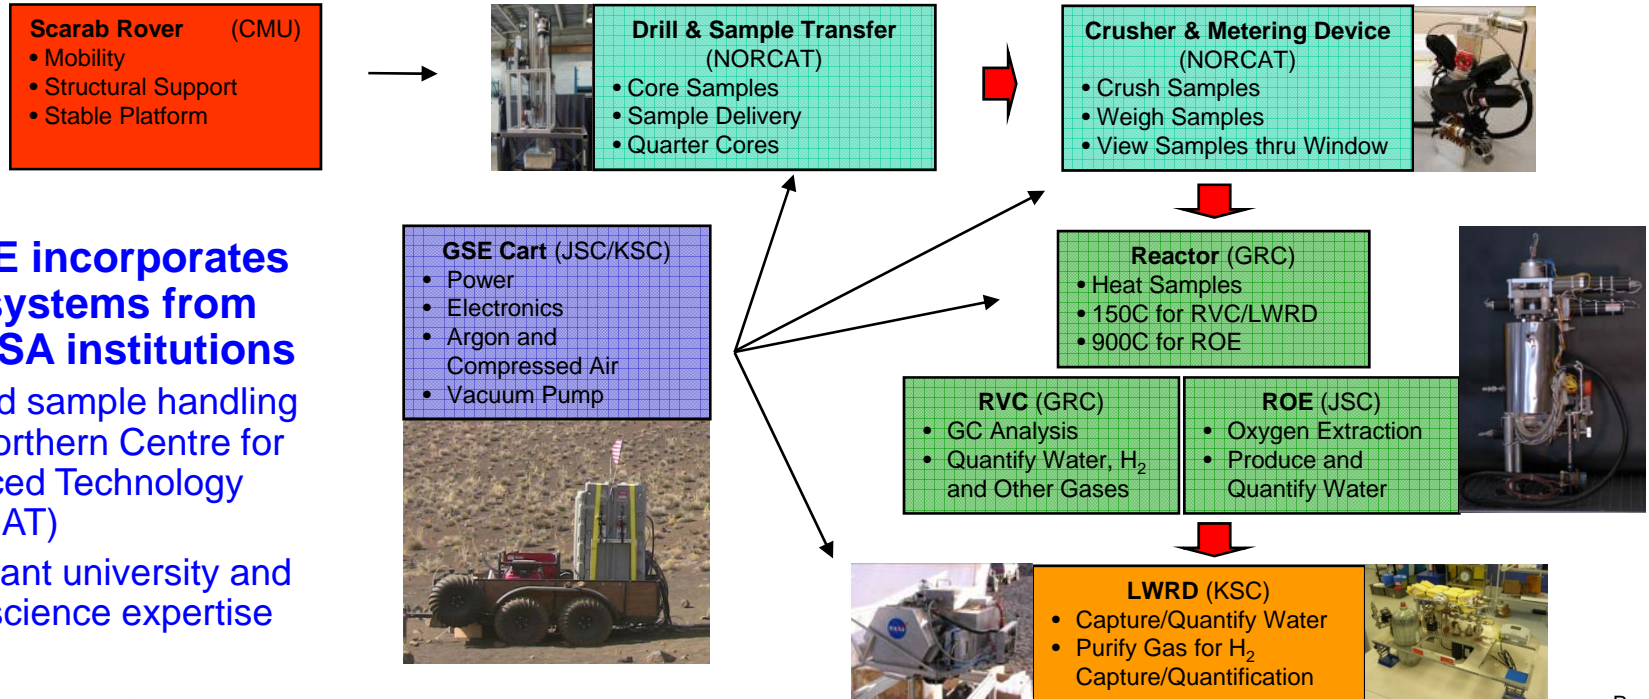 Scarab Rover (CMU)
• Mobility
• Structural Support
• Stable Platform
Drill & Sample Transfer
(NORCAT)
• Core Samples
• Sample Delivery
• Quarter Cores
Crusher & Metering Device
(NORCAT)
• Crush Samples
• Weigh Samples
• View Samples thru Window
E incorporates
systems from
SA institutions
d sample handling
orthern Centre for
ced Technology
AT)
ant university and
science expertise
GSE Cart (JSC/KSC)
• Power
• Electronics
• Argon and
Compressed Air
• Vacuum Pump
Reactor (GRC)
• Heat Samples
• 150C for RVC/LWRD
• 900C for ROE
RVC (GRC)
• GC Analysis
• Quantify Water, H2
and Other Gases
ROE (JSC)
• Oxygen Extraction
• Produce and
Quantify Water
LWRD (KSC)
• Capture/Quantify Water
• Purify Gas for H2
Capture/Quantification
NASA